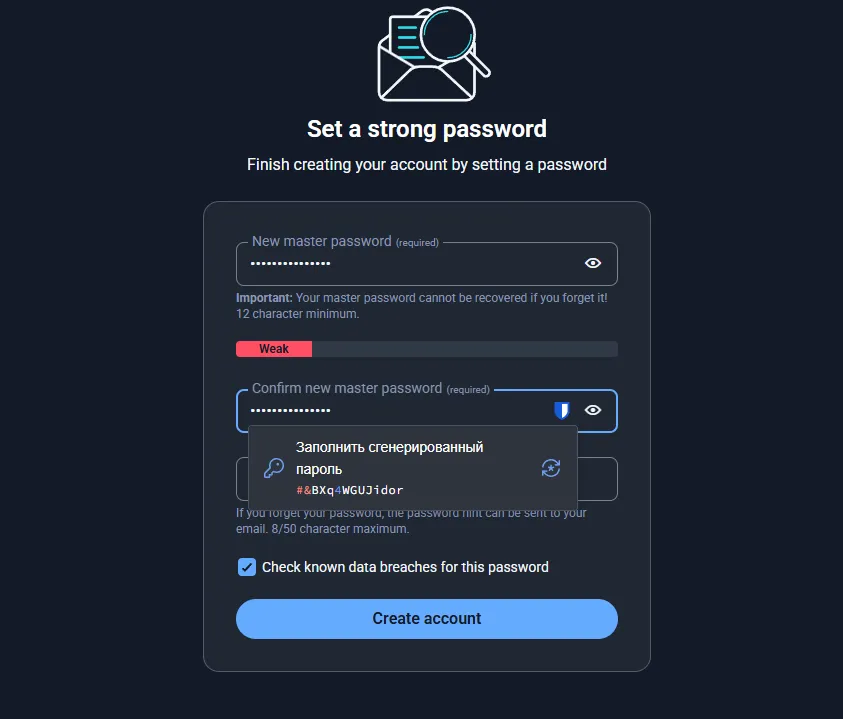 Set a strong password
Finish creating your account by setting a password
New master password (required)
•••••••••••••••
Important: Your master password cannot be recovered if you forget it!
12 character minimum.
Weak
Confirm new master password (required)
•••••••••••••••
Заполнить сгенерированный
пароль
#&BXq4WGUJidor
If you forget your password, the password hint can be sent to your
email. 8/50 character maximum.
Check known data breaches for this password
Create account